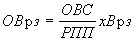 ОВрз = ОВС / РПП хВрз